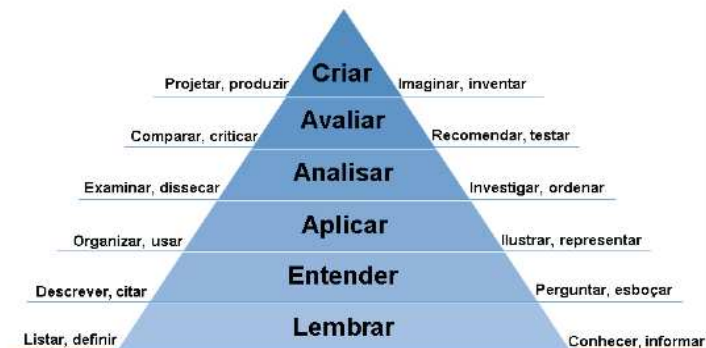 Criar
Projetar, produzir
Imaginar, inventar
Avaliar
Comparar, criticar
Recomendar, testar
Analisar
Examinar, dissecar
Investigar, ordenar
Aplicar
Organizar, usar
Ilustrar, representar
Entender
Descrever, citar
Perguntar, esboçar
Lembrar
Listar, definir
Conhecer, informar